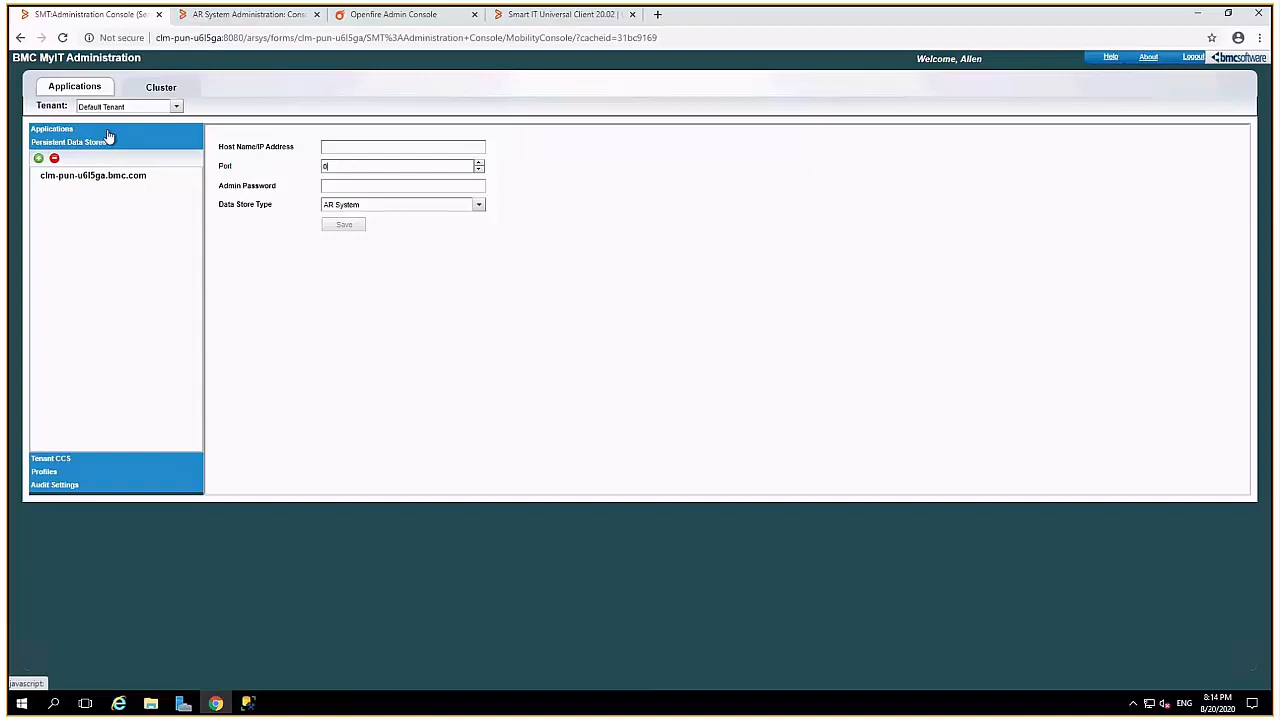 SMT:Administration Console (Se
AR System Administration: Cons
Openfire Admin Console
Smart IT Universal Client 20.02 |
Not secure
clm-pun-u6l5ga:8080/arsys/forms/clm-pun-u6l5ga/SMT%3AAdministration+Console/MobilityConsole/?cacheid=31bc9169
BMC MyIT Administration
Welcome, Allen
Help
About
Logout
bmcsoftware
Applications
Cluster
Tenant:
Default Tenant
Applications
Persistent Data Stores
clm-pun-u6l5ga.bmc.com
Host Name/IP Address
Port
0
Admin Password
Data Store Type
AR System
Save
Tenant CCS
Profiles
Audit Settings
javascript:
ENG
8:14 PM
8/20/2020